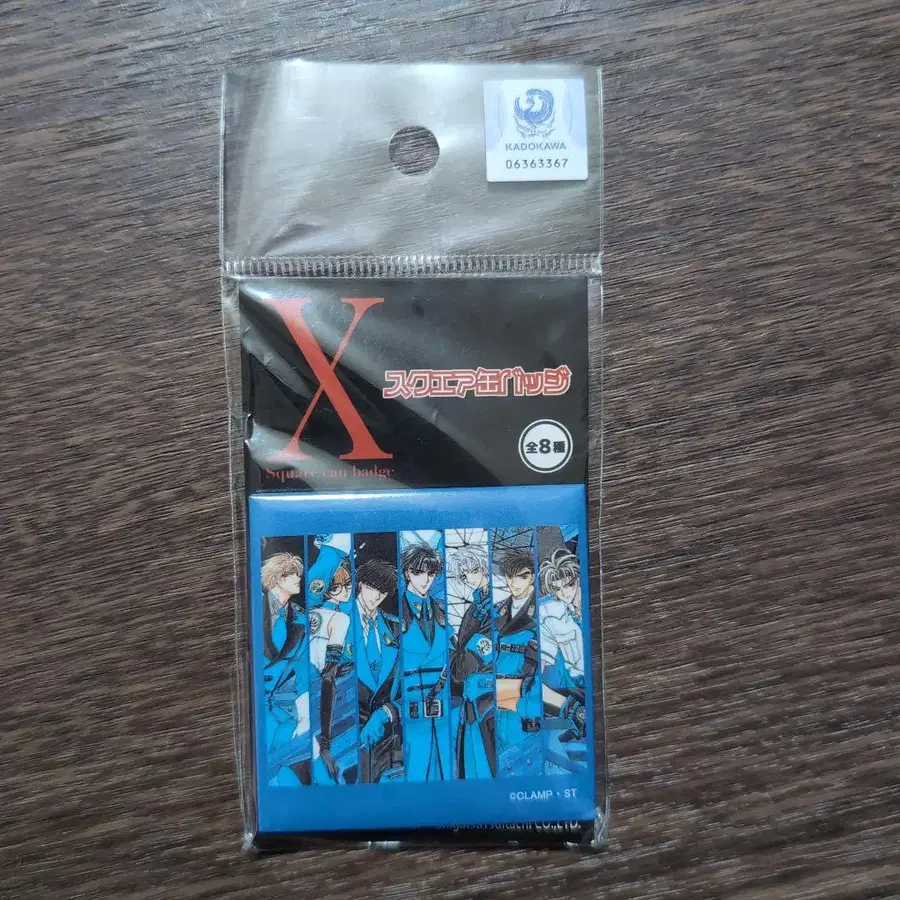 KADOKAWA
06363367
X
スクエア缶バッジ
全8種
Square can badge
©CLAMP・ST